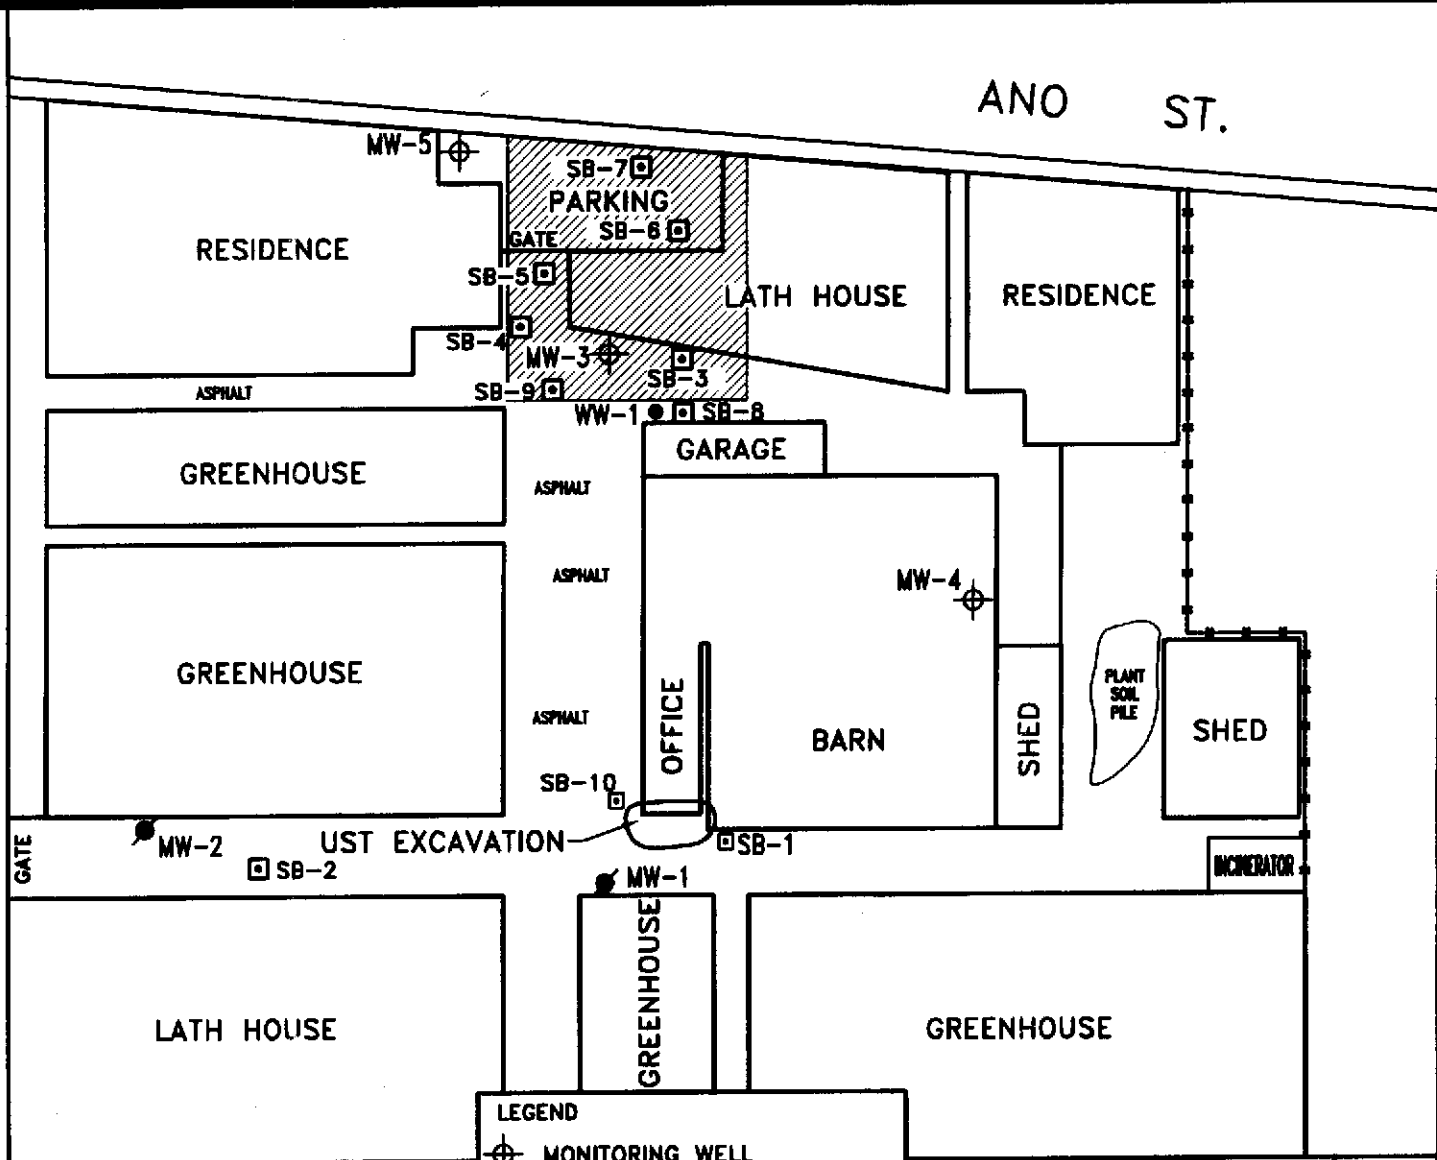 ANO ST.
MW-5
SB-7
PARKING
SB-6
GATE
RESIDENCE
SB-5
LATH HOUSE
RESIDENCE
SB-4
MW-3
SB-3
ASPHALT
SB-9
WW-1
SB-8
GARAGE
GREENHOUSE
ASPHALT
ASPHALT
MW-4
GREENHOUSE
PLANT
SOIL
PILE
ASPHALT
OFFICE
BARN
SHED
SHED
SB-10
UST EXCAVATION
SB-1
MW-2
GATE
SB-2
MW-1
INCINERATOR
GREENHOUSE
LATH HOUSE
GREENHOUSE
LEGEND
MONITORING WELL